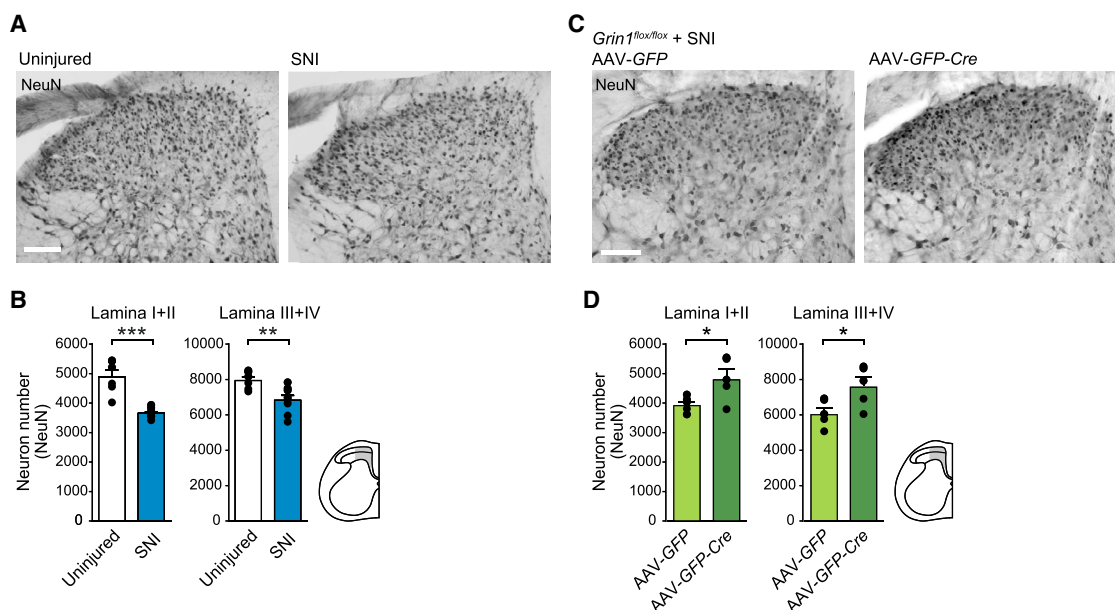 A
Uninjured
SNI
NeuN
B
Lamina I+II
Lamina III+IV
***
**
Neuron number
(NeuN)
6000
5000
4000
3000
2000
1000
0
10000
8000
6000
4000
2000
0
Uninjured
SNI
Uninjured
SNI
C
Grin1flox/flox + SNI
AAV-GFP
AAV-GFP-Cre
NeuN
D
Lamina I+II
Lamina III+IV
*
*
Neuron number
(NeuN)
6000
5000
4000
3000
2000
1000
0
10000
8000
6000
4000
2000
0
AAV-GFP
AAV-GFP-Cre
AAV-GFP
AAV-GFP-Cre